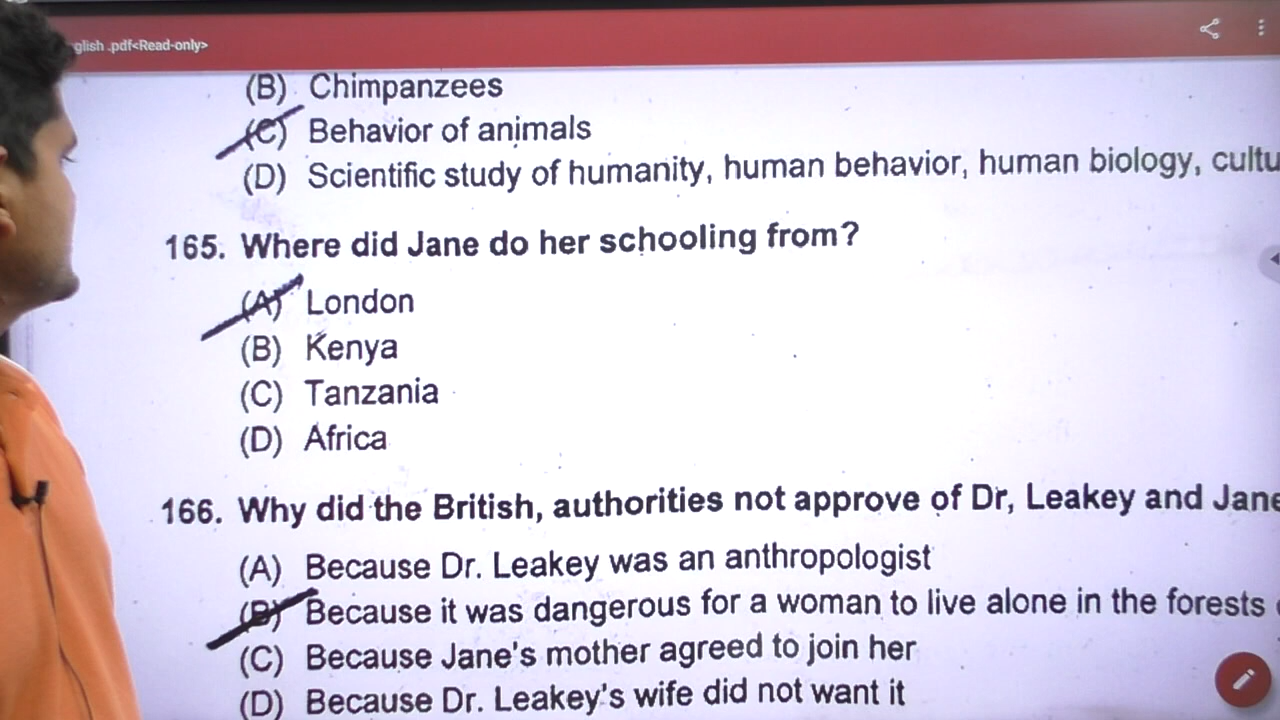 glish .pdf<Read-only>
(B) Chimpanzees
(C) Behavior of animals
(D) Scientific study of humanity, human behavior, human biology, cultu
165. Where did Jane do her schooling from?
(A) London
(B) Kenya
(C) Tanzania
(D) Africa
166. Why did the British, authorities not approve of Dr, Leakey and Jane
(A) Because Dr. Leakey was an anthropologist
(B) Because it was dangerous for a woman to live alone in the forests
(C) Because Jane's mother agreed to join her
(D) Because Dr. Leakey's wife did not want it